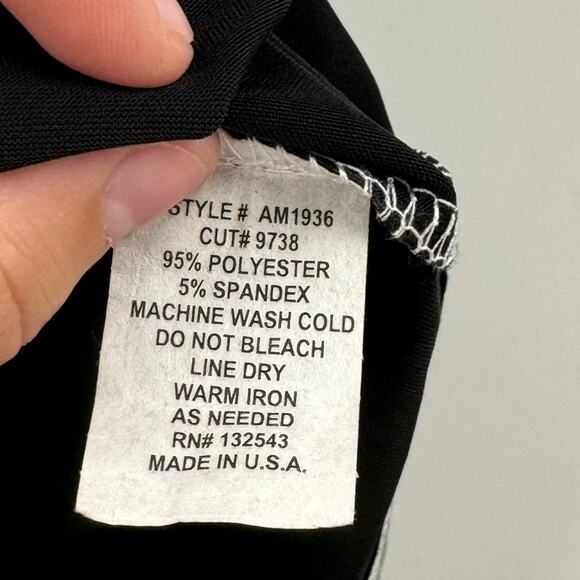 STYLE # AM1936
CUT# 9738
95% POLYESTER
5% SPANDEX
MACHINE WASH COLD
DO NOT BLEACH
LINE DRY
WARM IRON
AS NEEDED
RN# 132543
MADE IN U.S.A.